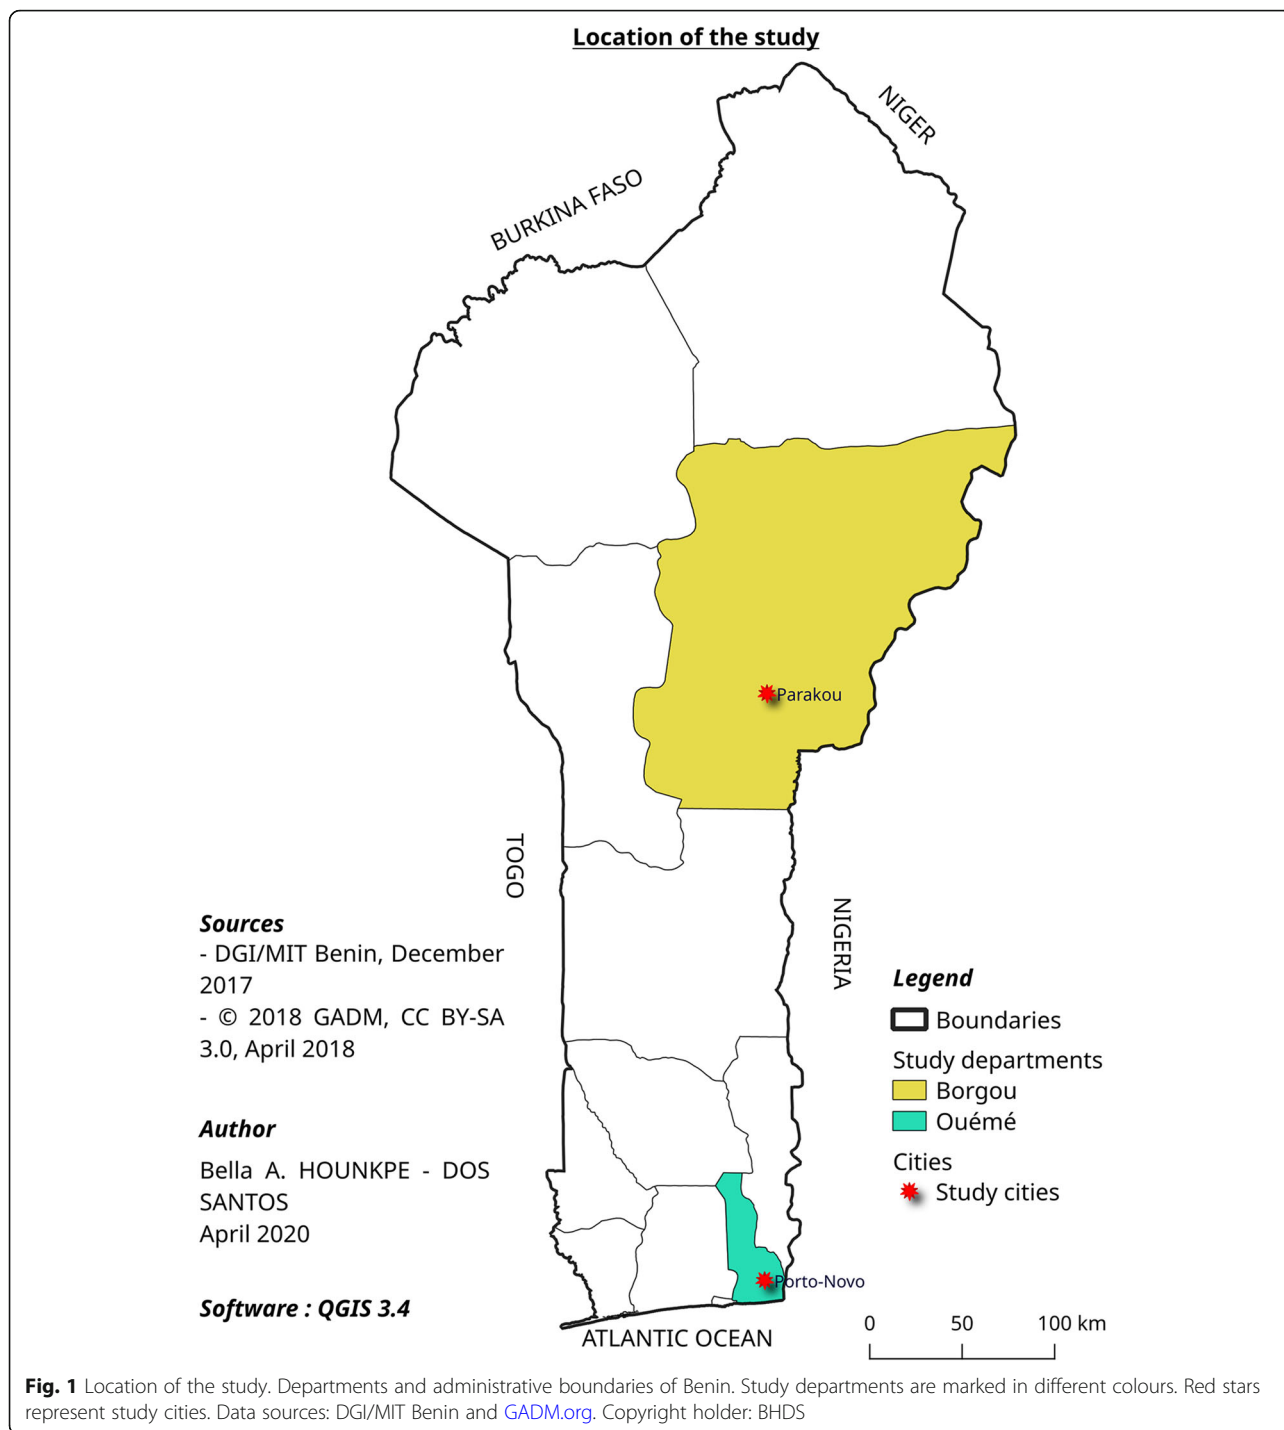 Location of the study
NIGER
BURKINA FASO
Parakou
TOGO
NIGERIA
Sources
- DGI/MIT Benin, December
2017
- © 2018 GADM, CC BY-SA
3.0, April 2018
Author
Bella A. HOUNKPE - DOS
SANTOS
April 2020
Software : QGIS 3.4
Legend
Boundaries
Study departments
Borgou
Ouémé
Cities
Study cities
Porto-Novo
ATLANTIC OCEAN
0 50 100 km
Fig. 1 Location of the study. Departments and administrative boundaries of Benin. Study departments are marked in different colours. Red stars
represent study cities. Data sources: DGI/MIT Benin and GADM.org. Copyright holder: BHDS